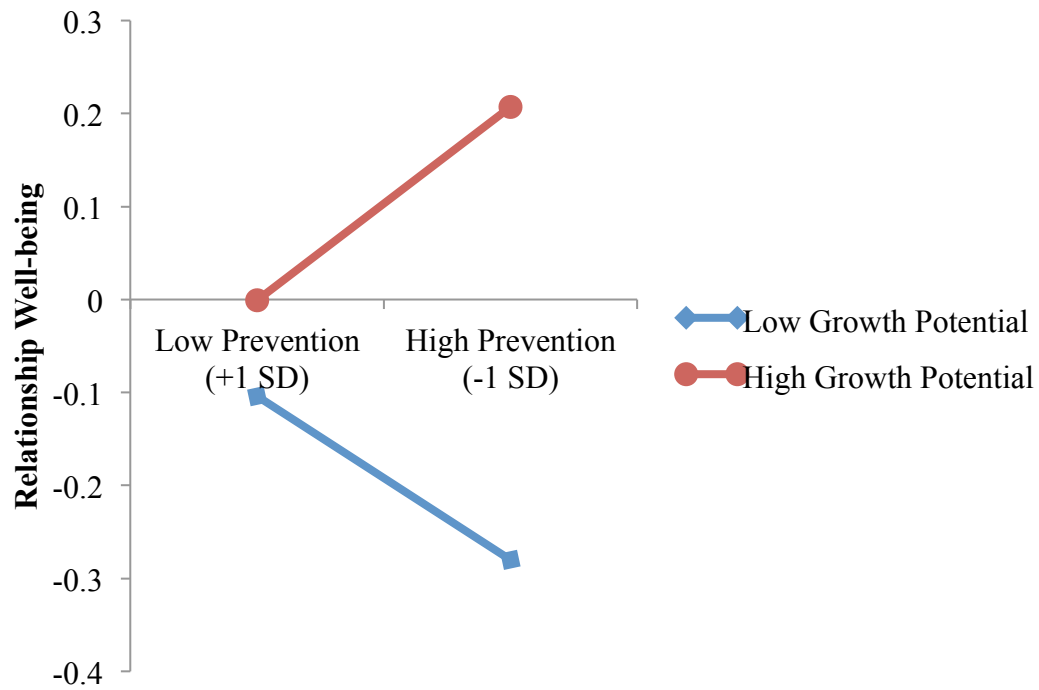 0.3
0.2
0.1
0
-0.1
-0.2
-0.3
-0.4
Relationship Well-being
Low Prevention
(+1 SD)
High Prevention
(-1 SD)
Low Growth Potential
High Growth Potential